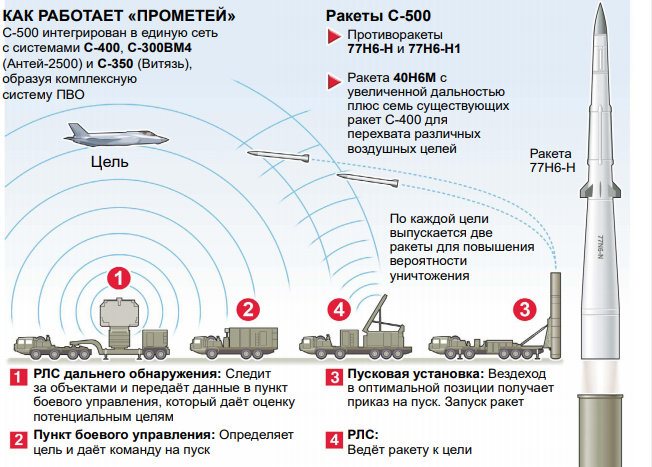 КАК РАБОТАЕТ «ПРОМЕТЕЙ»
С-500 интегрирован в единую сеть
с системами С-400, С-300ВМ4
(Антей-2500) и С-350 (Витязь),
образуя комплексную
систему ПВО
Ракеты С-500
Противоракеты
77Н6-Н и 77Н6-Н1
Ракета 40Н6М с
увеличенной дальностью
плюс семь существующих
ракет С-400 для
перехвата различных
воздушных целей
Цель
Ракета
77Н6-Н
77N6-N
По каждой цели
выпускается две
ракеты для повышения
вероятности
уничтожения
1
2
4
3
1 РЛС дальнего обнаружения: Следит
за объектами и передаёт данные в пункт
боевого управления, который даёт оценку
потенциальным целям
2 Пункт боевого управления: Определяет
цель и даёт команду на пуск
3 Пусковая установка: Вездеход
в оптимальной позиции получает
приказ на пуск. Запуск ракет
4 РЛС:
Ведёт ракету к цели